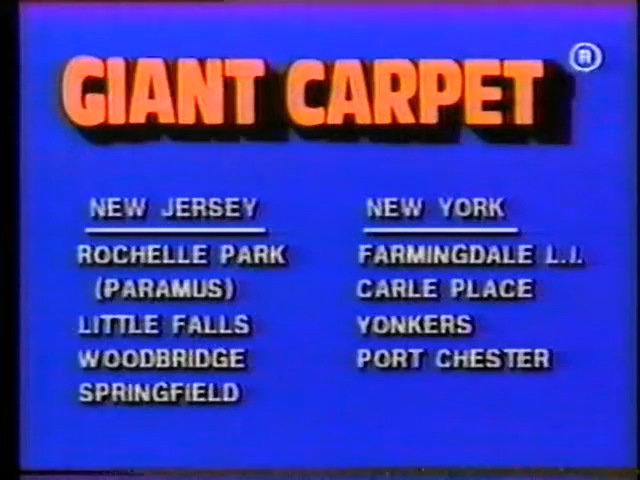 GIANT CARPET ®
NEW JERSEY
ROCHELLE PARK
(PARAMUS)
LITTLE FALLS
WOODBRIDGE
SPRINGFIELD
NEW YORK
FARMINGDALE L.I.
CARLE PLACE
YONKERS
PORT CHESTER